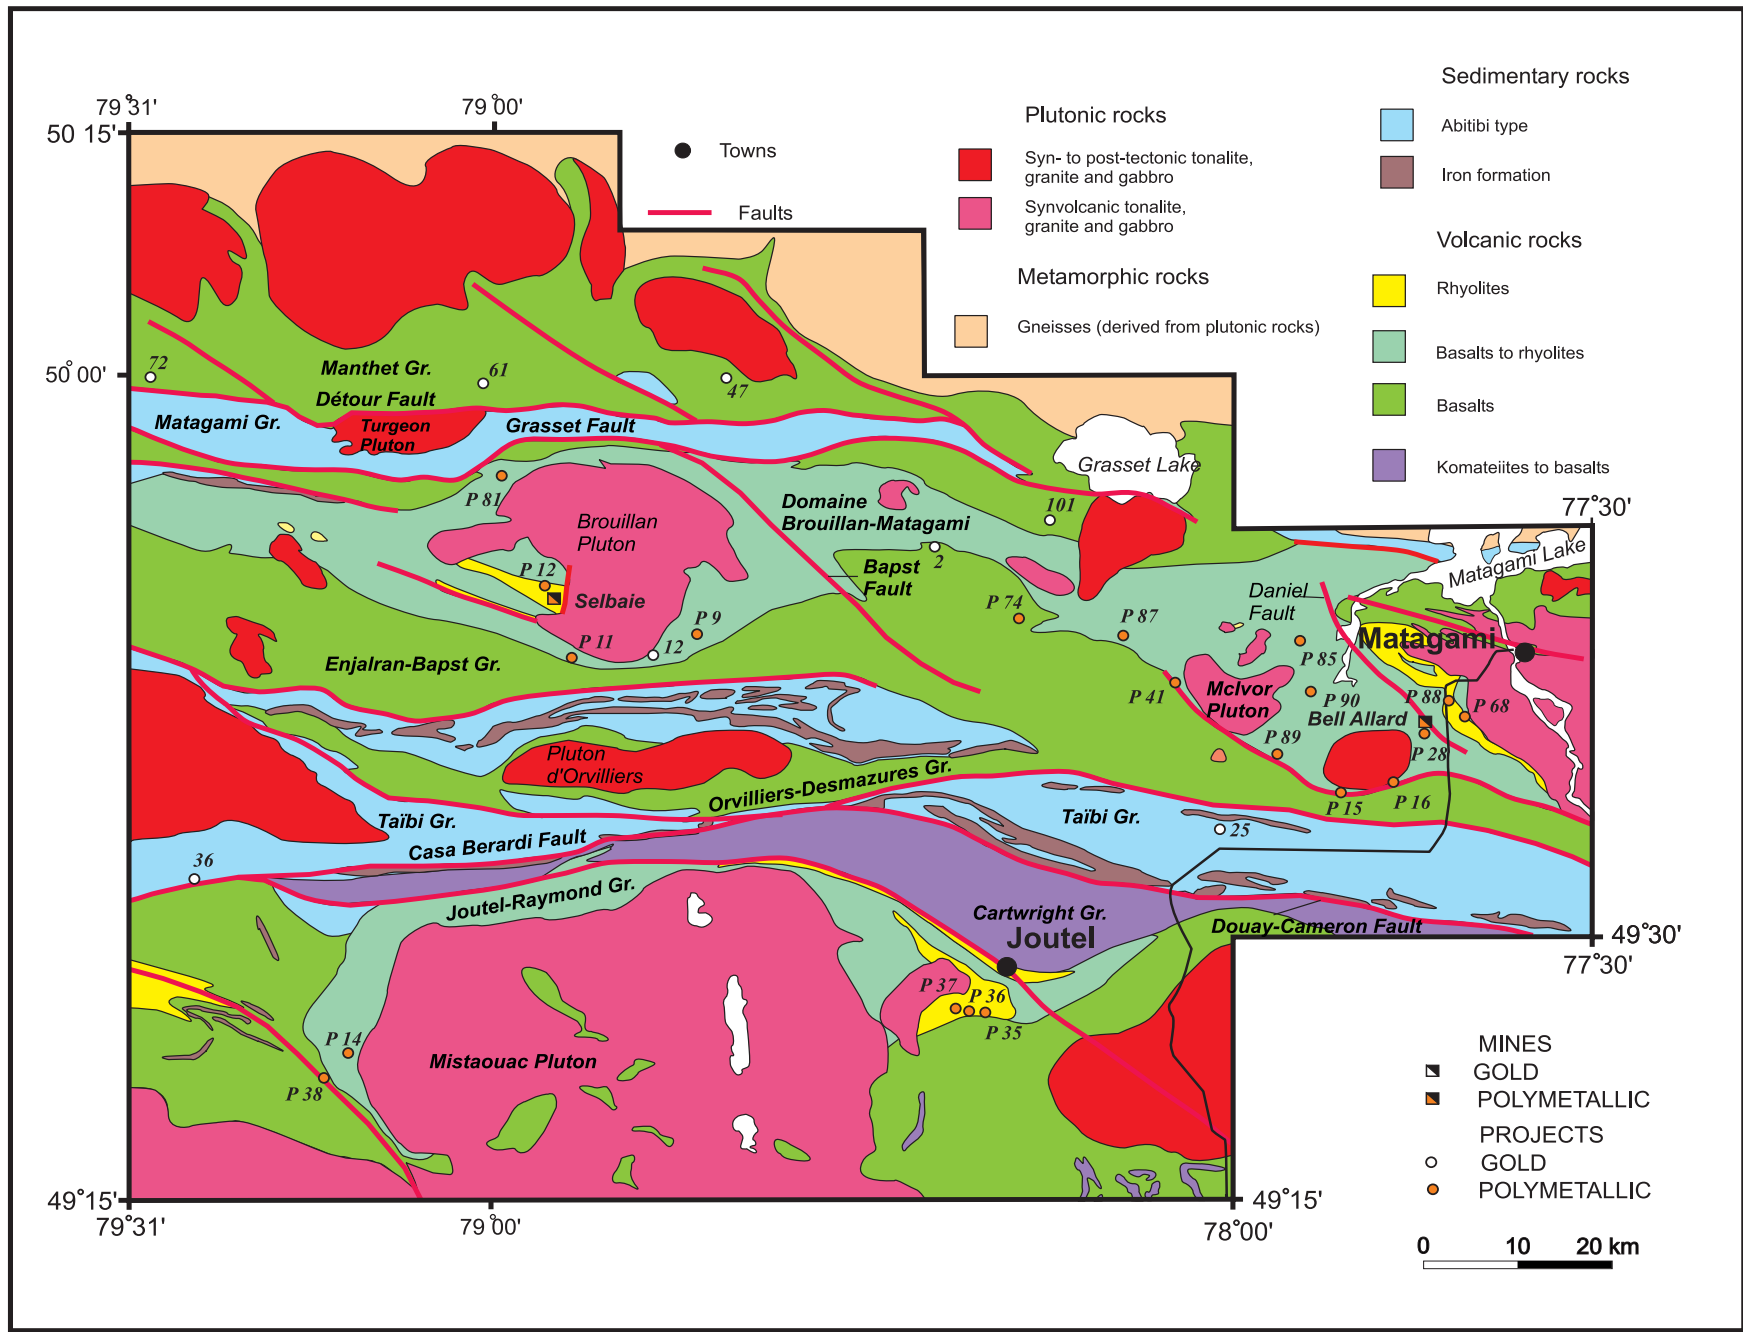 79°31'
79°00'
50 15'
Towns
Faults
Plutonic rocks
Syn- to post-tectonic tonalite,
granite and gabbro
Synvolcanic tonalite,
granite and gabbro
Metamorphic rocks
Gneisses (derived from plutonic rocks)
Sedimentary rocks
Abitibi type
Iron formation
Volcanic rocks
Rhyolites
Basalts to rhyolites
Basalts
Komateiites to basalts
77°30'
50°00'
72
Manthet Gr.
61
47
Détour Fault
Matagami Gr.
Turgeon
Pluton
Grasset Fault
Grasset Lake
P 81
Brouillan
Pluton
Domaine
Brouillan-Matagami
101
2
Bapst
Fault
P 12
Selbaie
P 9
P 11
12
P 74
P 87
Daniel
Fault
Matagami Lake
Matagami
P 85
Enjalran-Bapst Gr.
P 41
McIvor
Pluton
P 90
P 88
P 68
Bell Allard
P 89
P 28
Pluton
d'Orvilliers
Orvilliers-Desmazures Gr.
P 15
P 16
Taïbi Gr.
Taïbi Gr.
25
Casa Berardi Fault
36
Joutel-Raymond Gr.
Cartwright Gr.
Joutel
Douay-Cameron Fault
49°30'
77°30'
P 37
P 36
P 35
P 14
Mistaouac Pluton
P 38
MINES
GOLD
POLYMETALLIC
PROJECTS
GOLD
POLYMETALLIC
49°15'
49°15'
79°31'
79°00'
78°00'
0 10 20 km